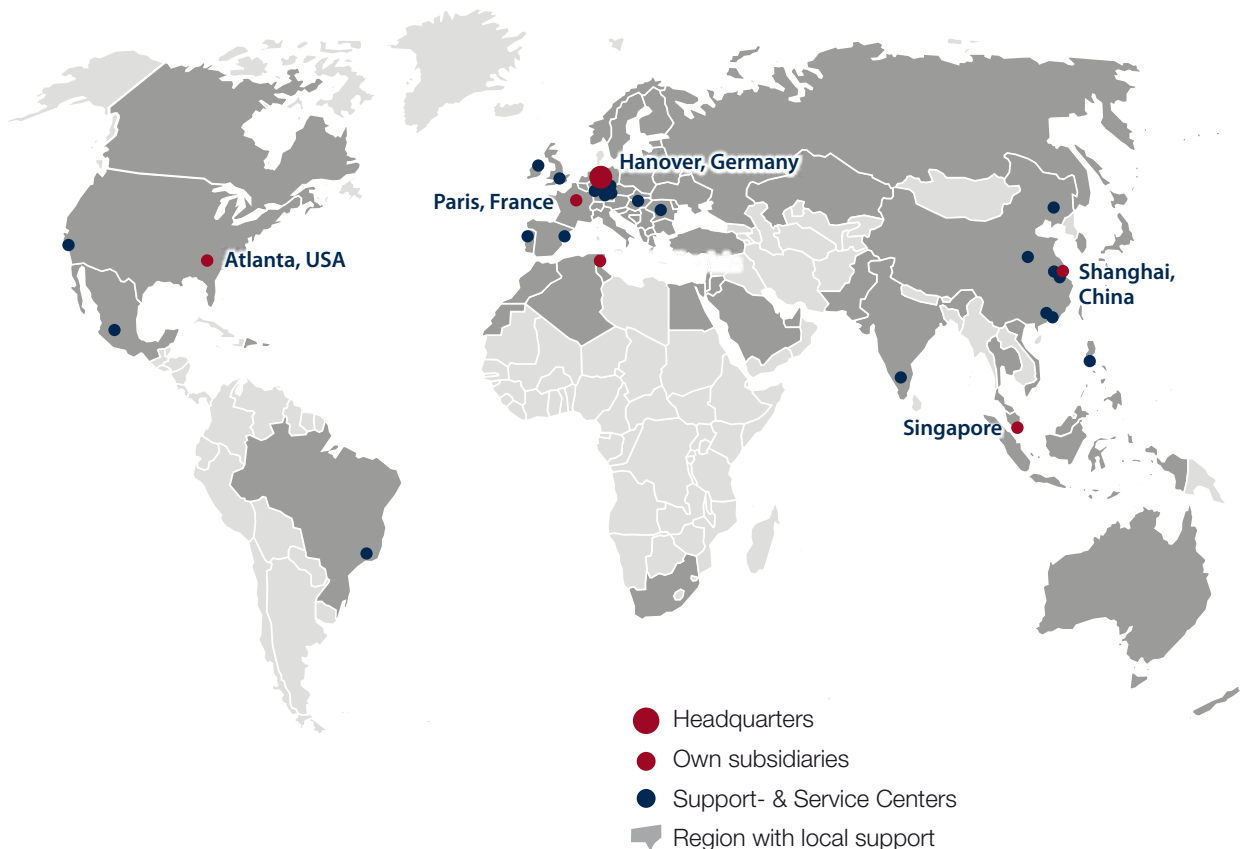 Hanover, Germany
Paris, France
Atlanta, USA
Shanghai,
China
Singapore
Headquarters
Own subsidiaries
Support- & Service Centers
Region with local support